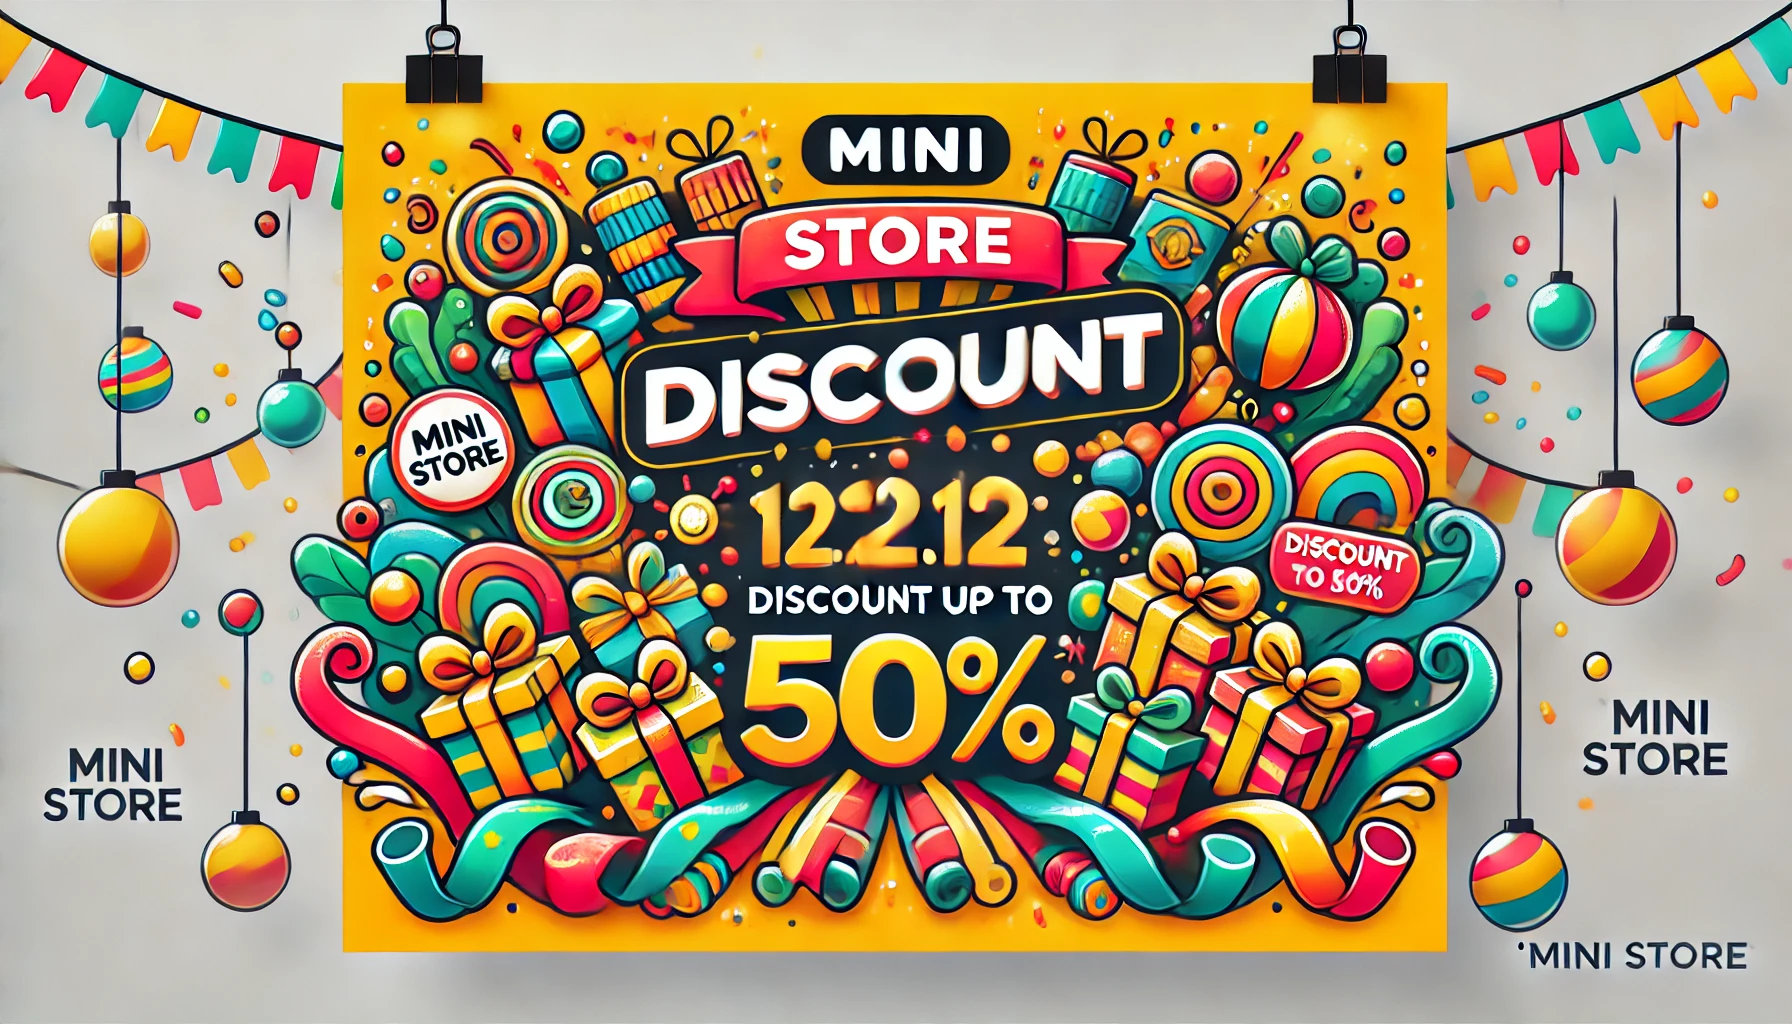 MINI
STORE
DISCOUNT
MINI
STORE
12.2.12
DISCOUNT UP TO
50%
DISCOUNT
TO 50%
MINI
STORE
MINI
STORE
'MINI STORE